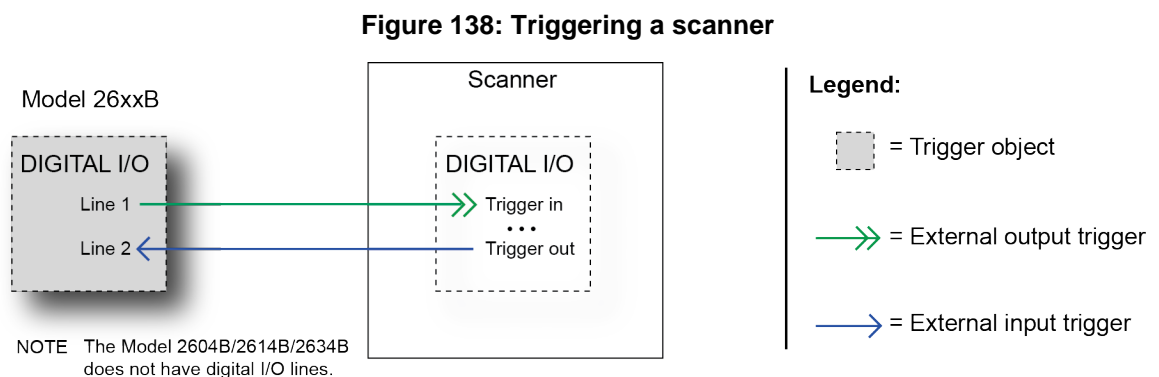 Figure 138: Triggering a scanner
Model 26xxB
DIGITAL I/O
Line 1
Line 2
NOTE The Model 2604B/2614B/2634B
does not have digital I/O lines.
Scanner
DIGITAL I/O
Trigger in
• • •
Trigger out
Legend:
= Trigger object
= External output trigger
= External input trigger